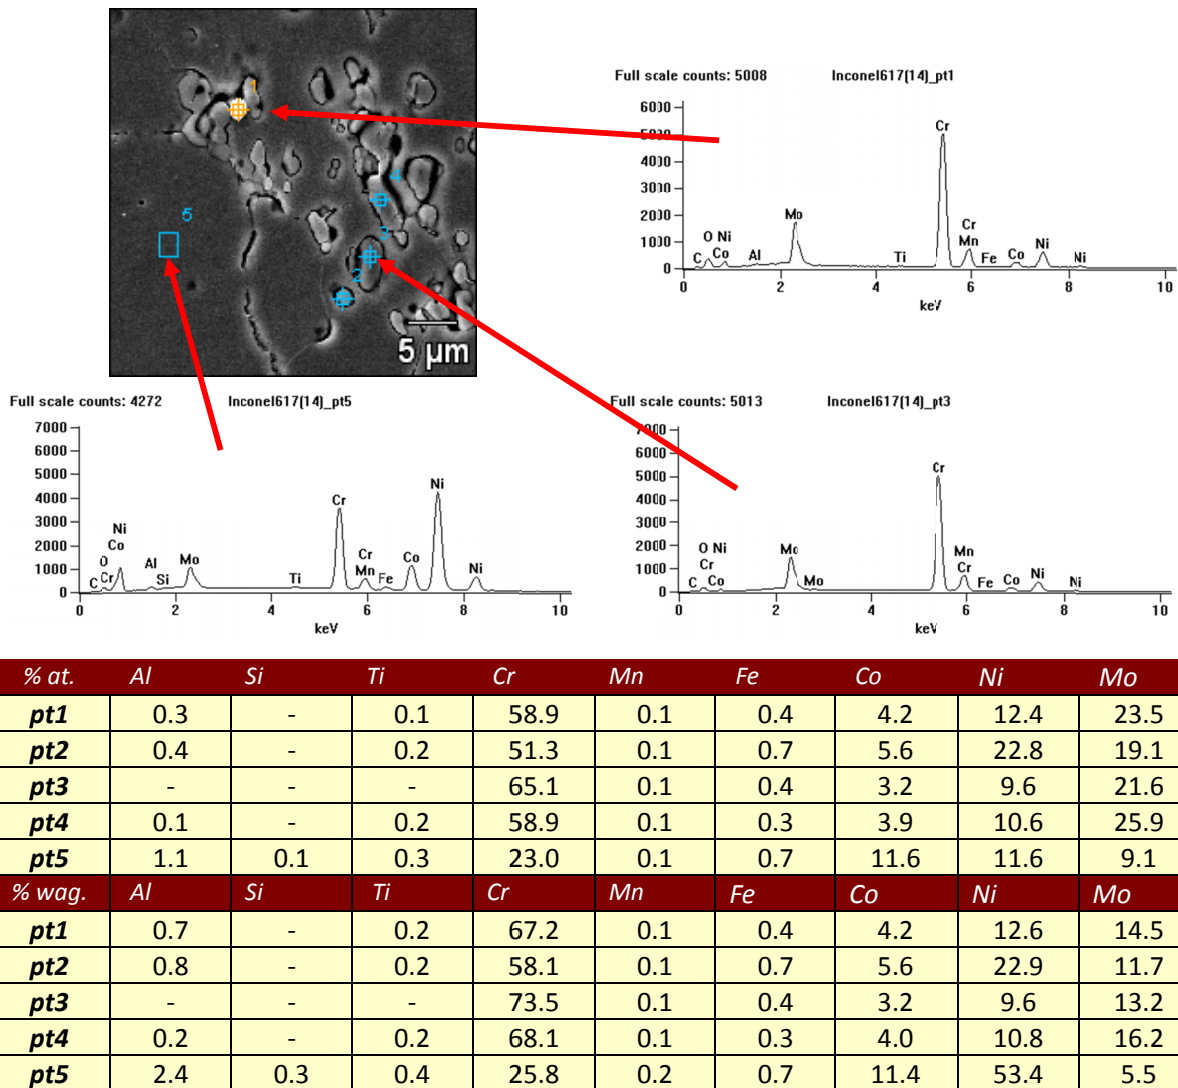 1
4
5
3
2
5 µm
Full scale counts: 5008 Inconel617(14)_pt1
6000
5000
4000
3000
2000
1000
0
Cr
Mo
Cr
O Ni Mn Ni
C Co Al Ti Fe Co Ni
0 2 4 6 8 10
keV
Full scale counts: 4272 Inconel617(14)_pt5
7000
6000
5000
4000
3000
2000
1000
0
Ni
Cr
Ni
Co Cr Co
O Al Mo Mn Ni
C Cr Si Ti Fe
0 2 4 6 8 10
keV
Full scale counts: 5013 Inconel617(14)_pt3
7000
6000
5000
4000
3000
2000
1000
0
Cr
O Ni Mo Mn
Cr Cr Ni
C Co Mo Fe Co Ni
0 2 4 6 8 10
keV
% at. Al Si Ti Cr Mn Fe Co Ni Mo
pt1 0.3 - 0.1 58.9 0.1 0.4 4.2 12.4 23.5
pt2 0.4 - 0.2 51.3 0.1 0.7 5.6 22.8 19.1
pt3 - - - 65.1 0.1 0.4 3.2 9.6 21.6
pt4 0.1 - 0.2 58.9 0.1 0.3 3.9 10.6 25.9
pt5 1.1 0.1 0.3 23.0 0.1 0.7 11.6 11.6 9.1
% wag. Al Si Ti Cr Mn Fe Co Ni Mo
pt1 0.7 - 0.2 67.2 0.1 0.4 4.2 12.6 14.5
pt2 0.8 - 0.2 58.1 0.1 0.7 5.6 22.9 11.7
pt3 - - - 73.5 0.1 0.4 3.2 9.6 13.2
pt4 0.2 - 0.2 68.1 0.1 0.3 4.0 10.8 16.2
pt5 2.4 0.3 0.4 25.8 0.2 0.7 11.4 53.4 5.5